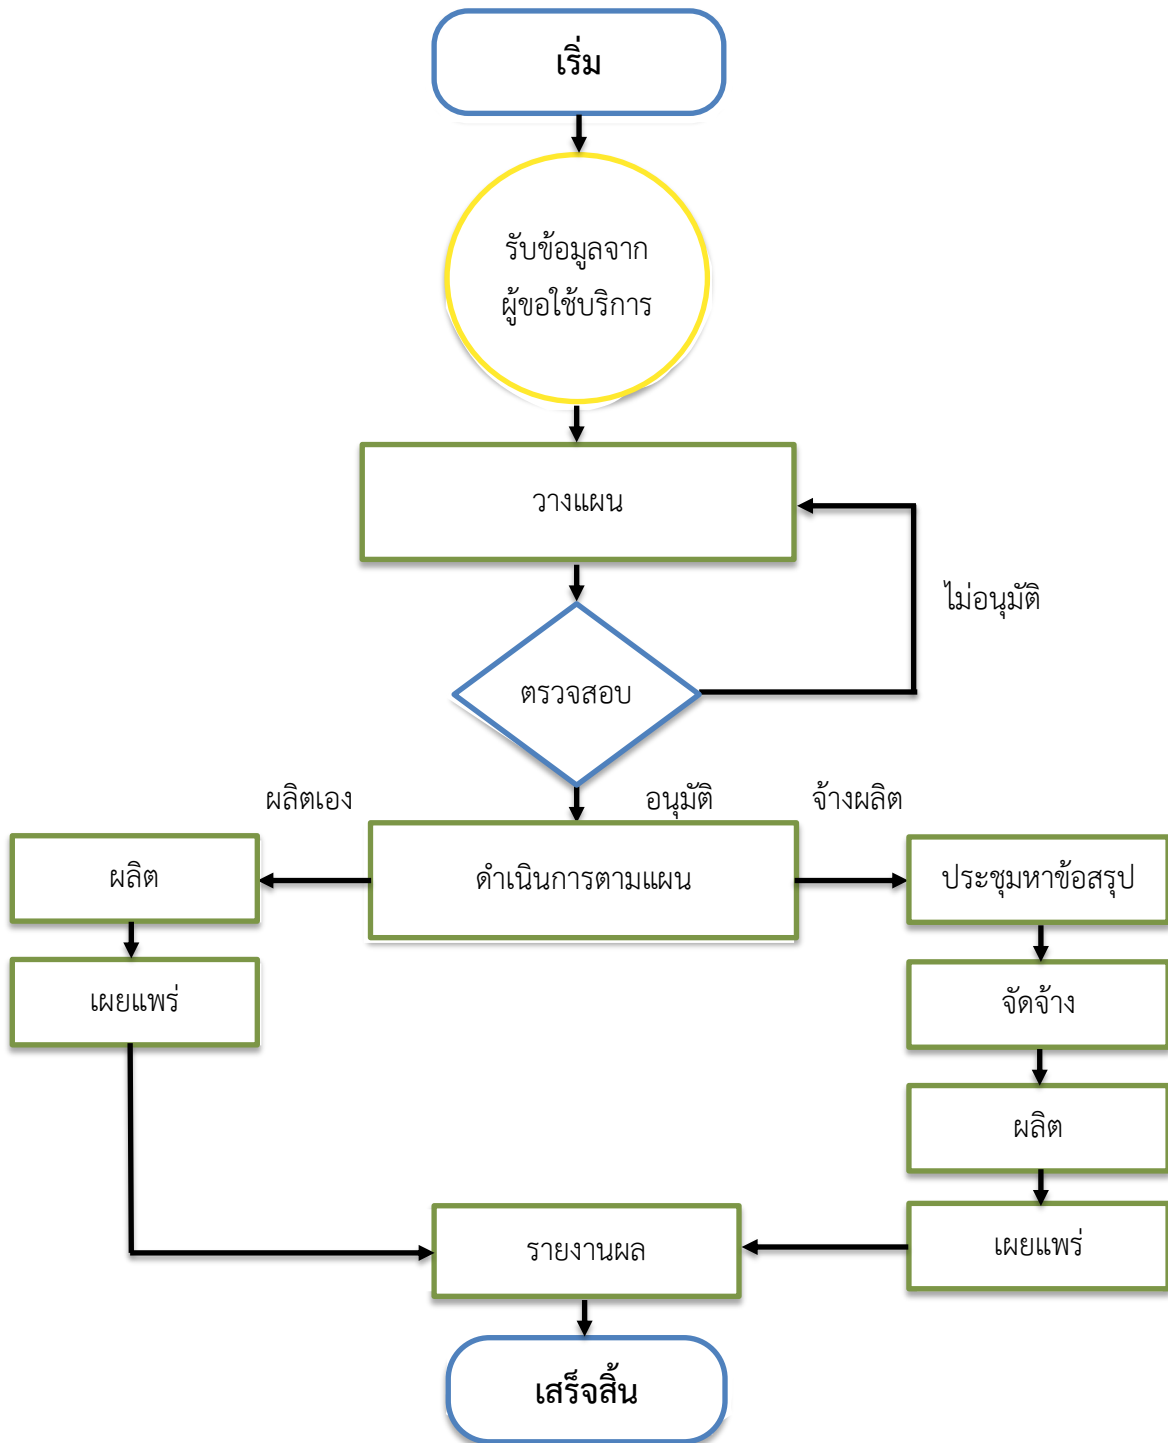 เริ่ม
รับข้อมูลจาก
ผู้ขอใช้บริการ
วางแผน
ไม่อนุมัติ
ตรวจสอบ
ผลิตเอง
อนุมัติ
จ้างผลิต
ผลิต
ดำเนินการตามแผน
ประชุมหาข้อสรุป
เผยแพร่
จัดจ้าง
ผลิต
รายงานผล
เผยแพร่
เสร็จสิ้น